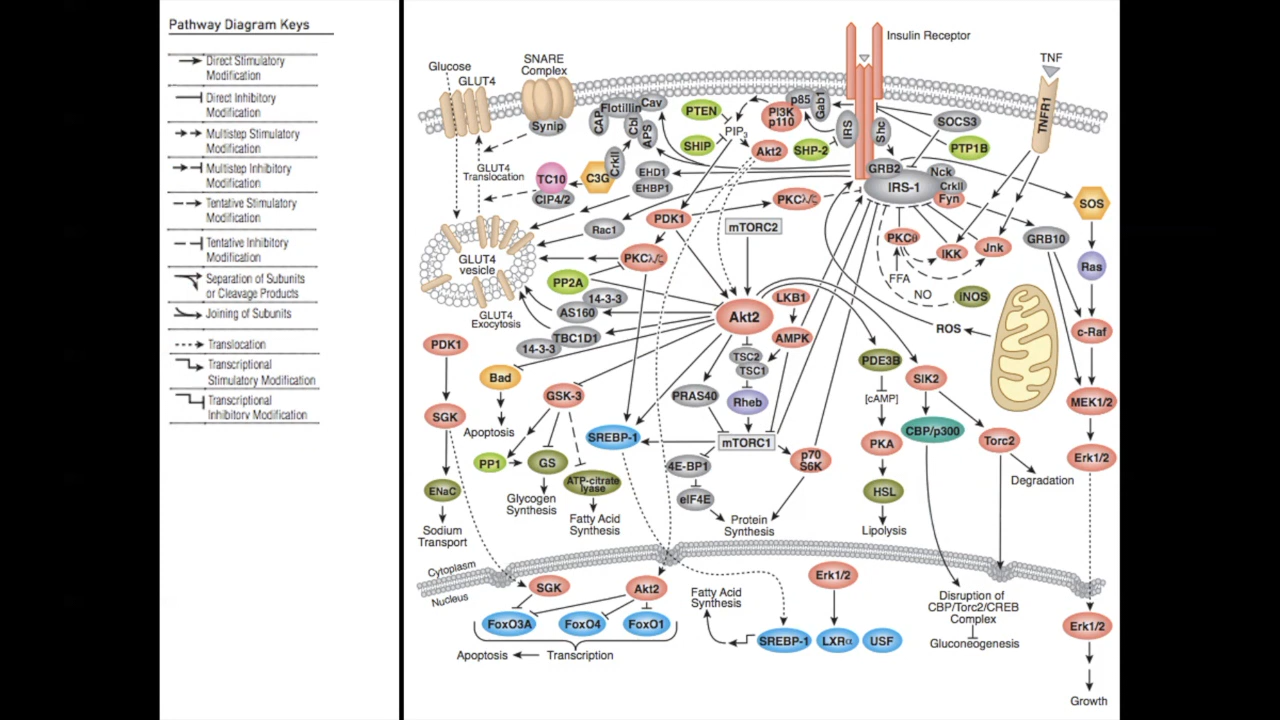 Pathway Diagram Keys
Direct Stimulatory
Modification
Direct Inhibitory
Modification
Multistep Stimulatory
Modification
Multistep Inhibitory
Modification
Tentative Stimulatory
Modification
Tentative Inhibitory
Modification
Separation of Subunits
or Cleavage Products
Joining of Subunits
Translocation
Transcriptional
Stimulatory Modification
Transcriptional
Inhibitory Modification
Insulin Receptor
Glucose
GLUT4
SNARE
Complex
TNF
TNFR1
Synip
CAP
Flotillin
Cav
Cbl
APS
CrkII
PTEN
PIP3
SHIP
PI3K
p110
p85
Gab1
Akt2
SHP-2
IRS
Shc
SOCS3
PTP1B
GLUT4
Translocation
TC10
CIP4/2
C3G
EHD1
EHBP1
GRB2
Nck
IRS-1
CrkII
Fyn
SOS
PKCλ/ζ
Rac1
PDK1
mTORC2
PKCθ
IKK
Jnk
GRB10
GLUT4
vesicle
PKCλ/ζ
FFA
Ras
PP2A
NO
iNOS
14-3-3
AS160
LKB1
GLUT4
Exocytosis
Akt2
AMPK
ROS
c-Raf
TBC1D1
14-3-3
PDK1
TSC2
TSC1
PDE3B
Bad
SIK2
GSK-3
PRAS40
Rheb
[cAMP]
MEK1/2
SGK
Apoptosis
SREBP-1
mTORC1
PKA
CBP/p300
Torc2
PP1
GS
4E-BP1
p70
S6K
Erk1/2
ENaC
ATP-citrate
lyase
eIF4E
HSL
Degradation
Glycogen
Synthesis
Sodium
Transport
Fatty Acid
Synthesis
Protein
Synthesis
Lipolysis
Cytoplasm
Nucleus
SGK
Akt2
Fatty Acid
Synthesis
Erk1/2
Disruption of
CBP/Torc2/CREB
Complex
FoxO3A
FoxO4
FoxO1
SREBP-1
LXRα
USF
Gluconeogenesis
Erk1/2
Apoptosis
Transcription
Growth